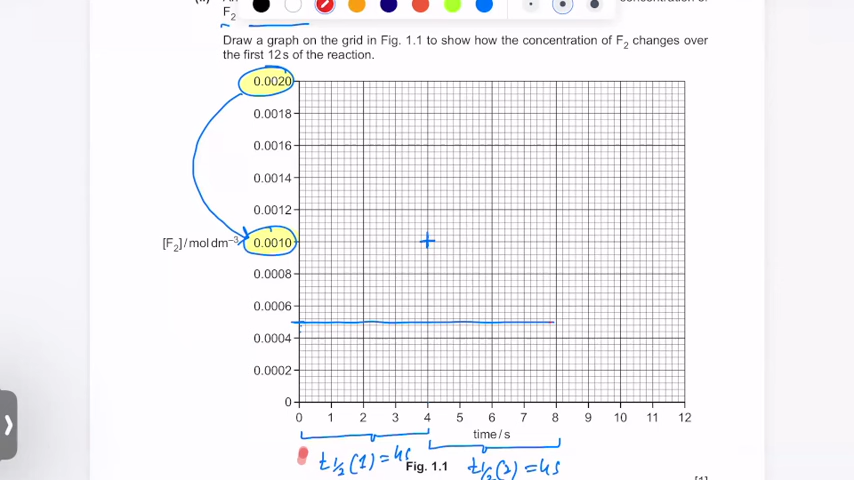 F2
Draw a graph on the grid in Fig. 1.1 to show how the concentration of F2 changes over
the first 12 s of the reaction.
0.0020
0.0018
0.0016
0.0014
0.0012
[F2] / mol dm–3 0.0010
0.0008
0.0006
0.0004
0.0002
0
0 1 2 3 4 5 6 7 8 9 10 11 12
time / s
t1/2 (1) = 4s Fig. 1.1 t1/2 (2) = 4s